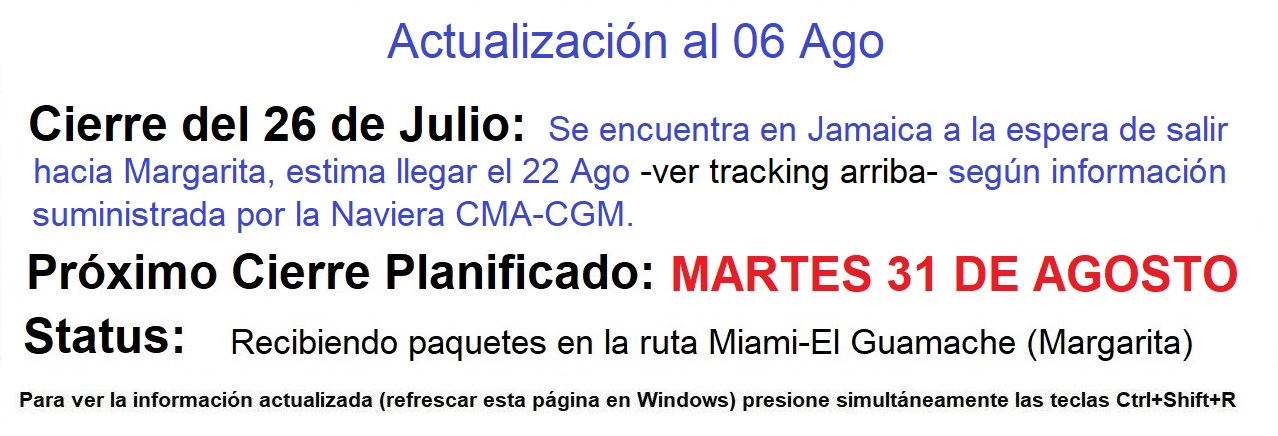 Actualización al 06 Ago
Cierre del 26 de Julio: Se encuentra en Jamaica a la espera de salir
hacia Margarita, estima llegar el 22 Ago -ver tracking arriba- según información
suministrada por la Naviera CMA-CGM.
Próximo Cierre Planificado: MARTES 31 DE AGOSTO
Status: Recibiendo paquetes en la ruta Miami-El Guamache (Margarita)
Para ver la información actualizada (refrescar esta página en Windows) presione simultáneamente las teclas Ctrl+Shift+R